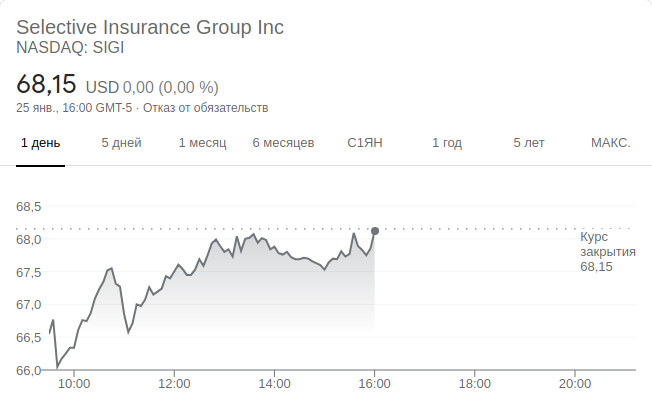 Selective Insurance Group Inc
NASDAQ: SIGI
68,15 USD 0,00 (0,00 %)
25 янв., 16:00 GMT-5 · Отказ от обязательств
1 день 5 дней 1 месяц 6 месяцев С1ЯН 1 год 5 лет МАКС.
68,5
68,0
Курс
закрытия
68,15
67,5
67,0
66,5
66,0
10:00 12:00 14:00 16:00 18:00 20:00